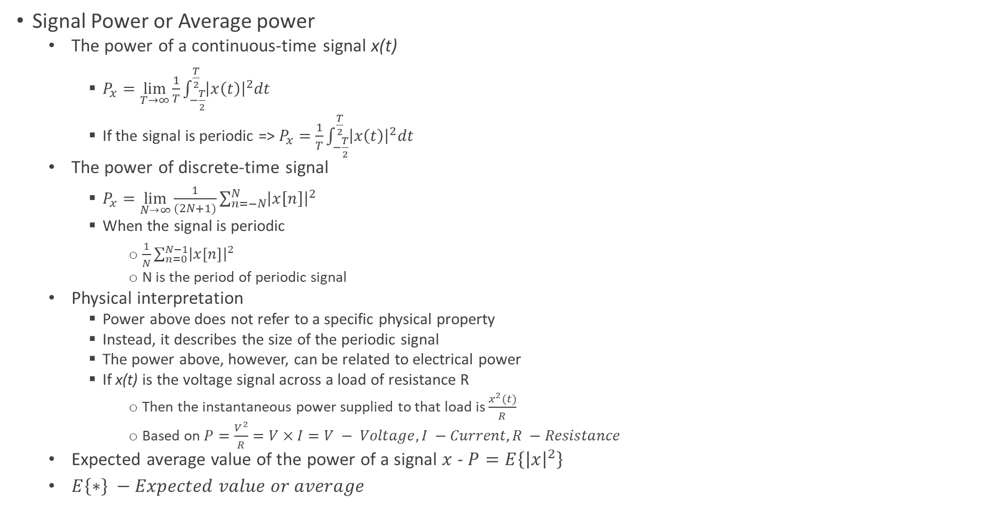 • Signal Power or Average power
• The power of a continuous-time signal x(t)
▪ $P_x = \lim_{T \to \infty} \frac{1}{T} \int_{-\frac{T}{2}}^{\frac{T}{2}} |x(t)|^2 dt$
▪ If the signal is periodic => $P_x = \frac{1}{T} \int_{-\frac{T}{2}}^{\frac{T}{2}} |x(t)|^2 dt$
• The power of discrete-time signal
▪ $P_x = \lim_{N \to \infty} \frac{1}{(2N+1)} \sum_{n=-N}^{N} |x[n]|^2$
▪ When the signal is periodic
○ $\frac{1}{N} \sum_{n=0}^{N-1} |x[n]|^2$
○ N is the period of periodic signal
• Physical interpretation
▪ Power above does not refer to a specific physical property
▪ Instead, it describes the size of the periodic signal
▪ The power above, however, can be related to electrical power
▪ If x(t) is the voltage signal across a load of resistance R
○ Then the instantaneous power supplied to that load is $\frac{x^2(t)}{R}$
○ Based on $P = \frac{V^2}{R} = V \times I = V - Voltage, I - Current, R - Resistance$
• Expected average value of the power of a signal $x$ - $P = E\{|x|^2\}$
• $E\{*\} - Expected value or average$